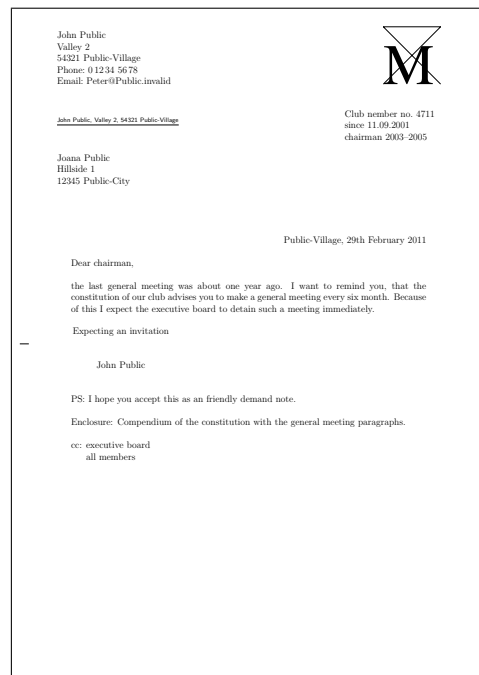 John Public
Valley 2
54321 Public-Village
Phone: 0 12 34 56 78
Email: Peter@Public.invalid
M
John Public, Valley 2, 54321 Public-Village
Club nember no. 4711
since 11.09.2001
chairman 2003–2005
Joana Public
Hillside 1
12345 Public-City
Public-Village, 29th February 2011
Dear chairman,
the last general meeting was about one year ago. I want to remind you, that the
constitution of our club advises you to make a general meeting every six month. Because
of this I expect the executive board to detain such a meeting immediately.
Expecting an invitation
John Public
PS: I hope you accept this as an friendly demand note.
Enclosure: Compendium of the constitution with the general meeting paragraphs.
cc: executive board
all members